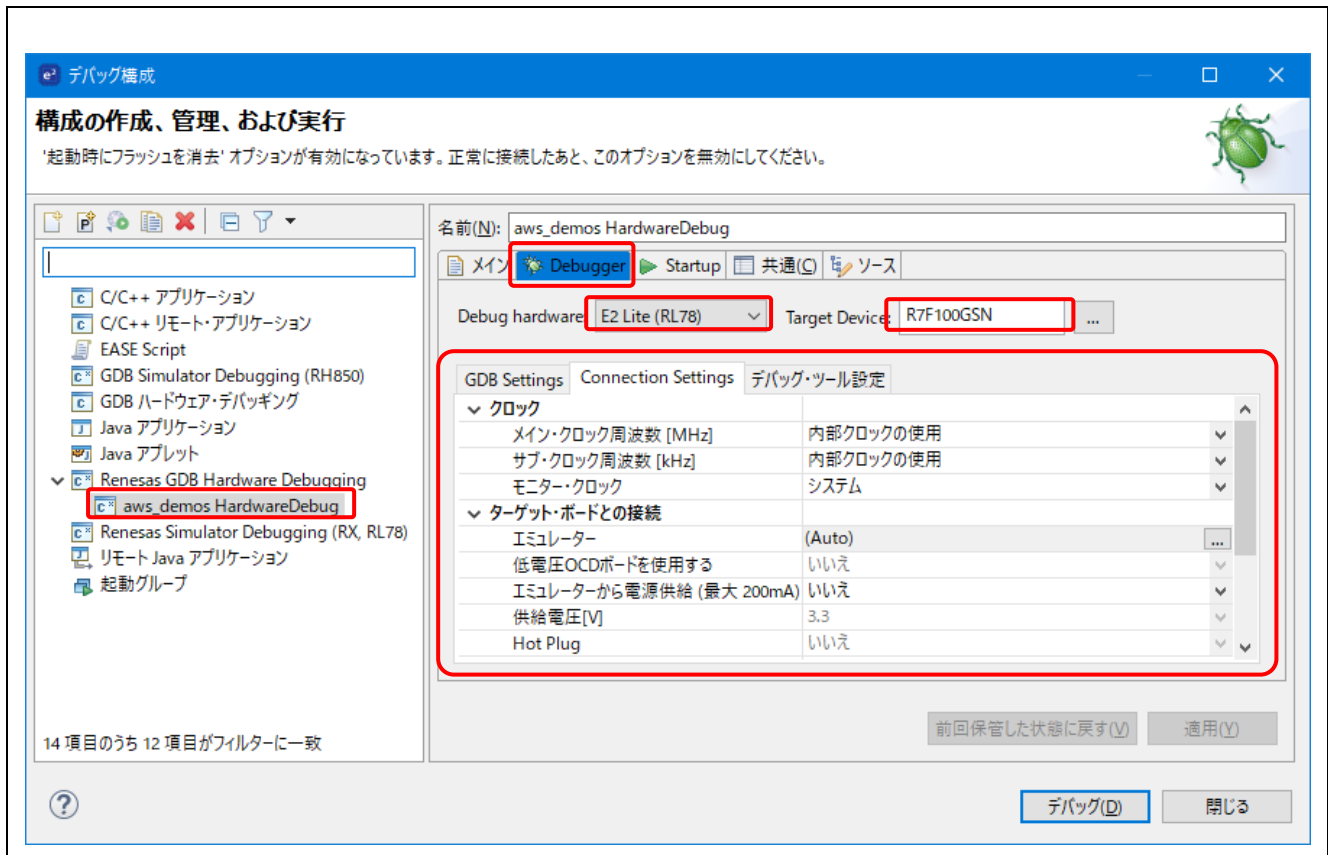 e² デバッグ構成
構成の作成、管理、および実行
'起動時にフラッシュを消去' オプションが有効になっています。正常に接続したあと、このオプションを無効にしてください。
C/C++ アプリケーション
C/C++ リモート・アプリケーション
EASE Script
GDB Simulator Debugging (RH850)
GDB ハードウェア・デバッギング
Java アプリケーション
Java アプレット
Renesas GDB Hardware Debugging
aws_demos HardwareDebug
Renesas Simulator Debugging (RX, RL78)
リモート Java アプリケーション
起動グループ
14 項目のうち 12 項目がフィルターに一致
名前(N): aws_demos HardwareDebug
メイン Debugger Startup 共通(C) ソース
Debug hardware: E2 Lite (RL78) Target Device: R7F100GSN ...
GDB Settings Connection Settings デバッグ・ツール設定
クロック
メイン・クロック周波数 [MHz] 内部クロックの使用
サブ・クロック周波数 [kHz] 内部クロックの使用
モニター・クロック システム
ターゲット・ボードとの接続
エミュレーター (Auto) ...
低電圧OCDボードを使用する いいえ
エミュレーターから電源供給 (最大 200mA) いいえ
供給電圧[V] 3.3
Hot Plug いいえ
前回保管した状態に戻す(V) 適用(Y)
デバッグ(D) 閉じる